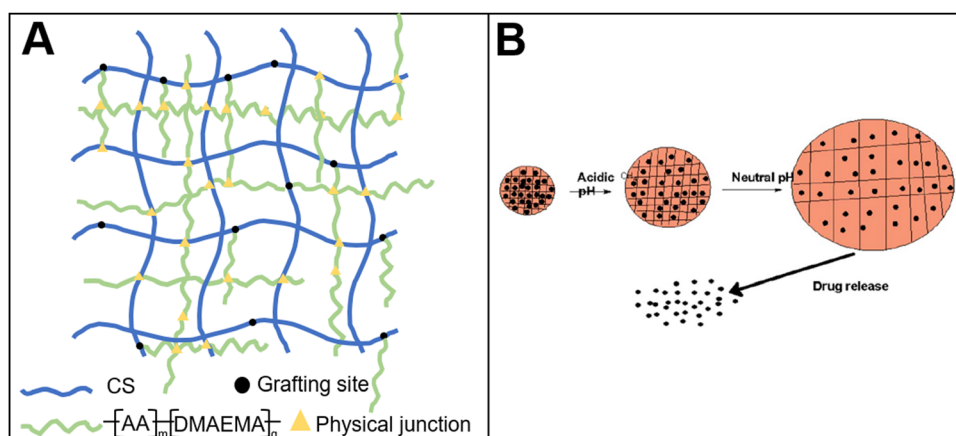 A
CS
Grafting site
[AA]m[DMAEMA]n
Physical junction
B
Acidic
pH
Neutral pH
Drug release